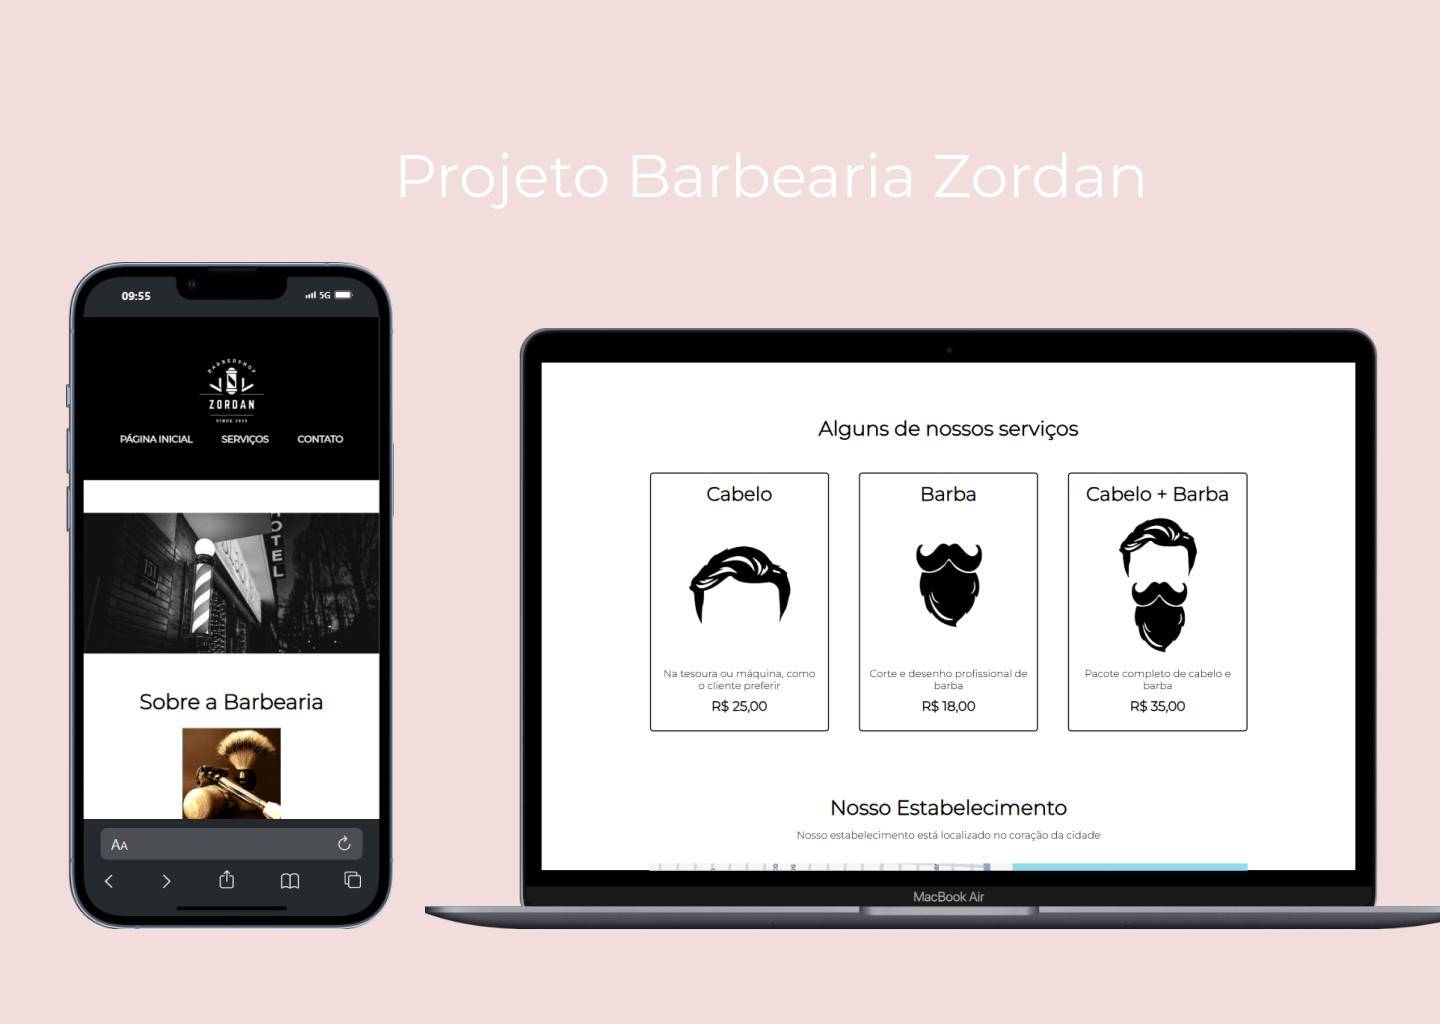 Projeto Barbearia Zordan
09:55
5G
BARBERSHOP
ZORDAN
PÁGINA INICIAL SERVIÇOS CONTATO
HOTEL
Sobre a Barbearia
AA
Alguns de nossos serviços
Cabelo
Na tesoura ou máquina, como
o cliente preferir
R$ 25,00
Barba
Corte e desenho profissional de
barba
R$ 18,00
Cabelo + Barba
Pacote completo de cabelo e
barba
R$ 35,00
Nosso Estabelecimento
Nosso estabelecimento está localizado no coração da cidade
MacBook Air